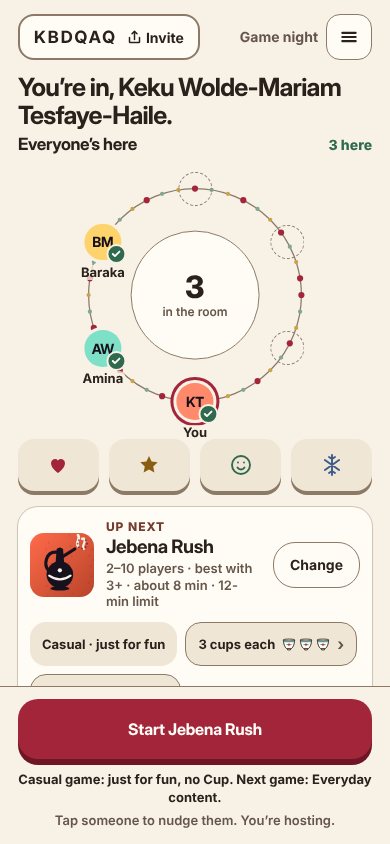 KBDQAQ Invite Game night
You’re in, Keku Wolde-Mariam
Tesfaye-Haile.
Everyone’s here 3 here
BM
Baraka
3
in the room
AW
Amina
KT
You
UP NEXT
Jebena Rush
2–10 players · best with
3+ · about 8 min · 12-
min limit
Change
Casual · just for fun 3 cups each ›
Start Jebena Rush
Casual game: just for fun, no Cup. Next game: Everyday
content.
Tap someone to nudge them. You’re hosting.